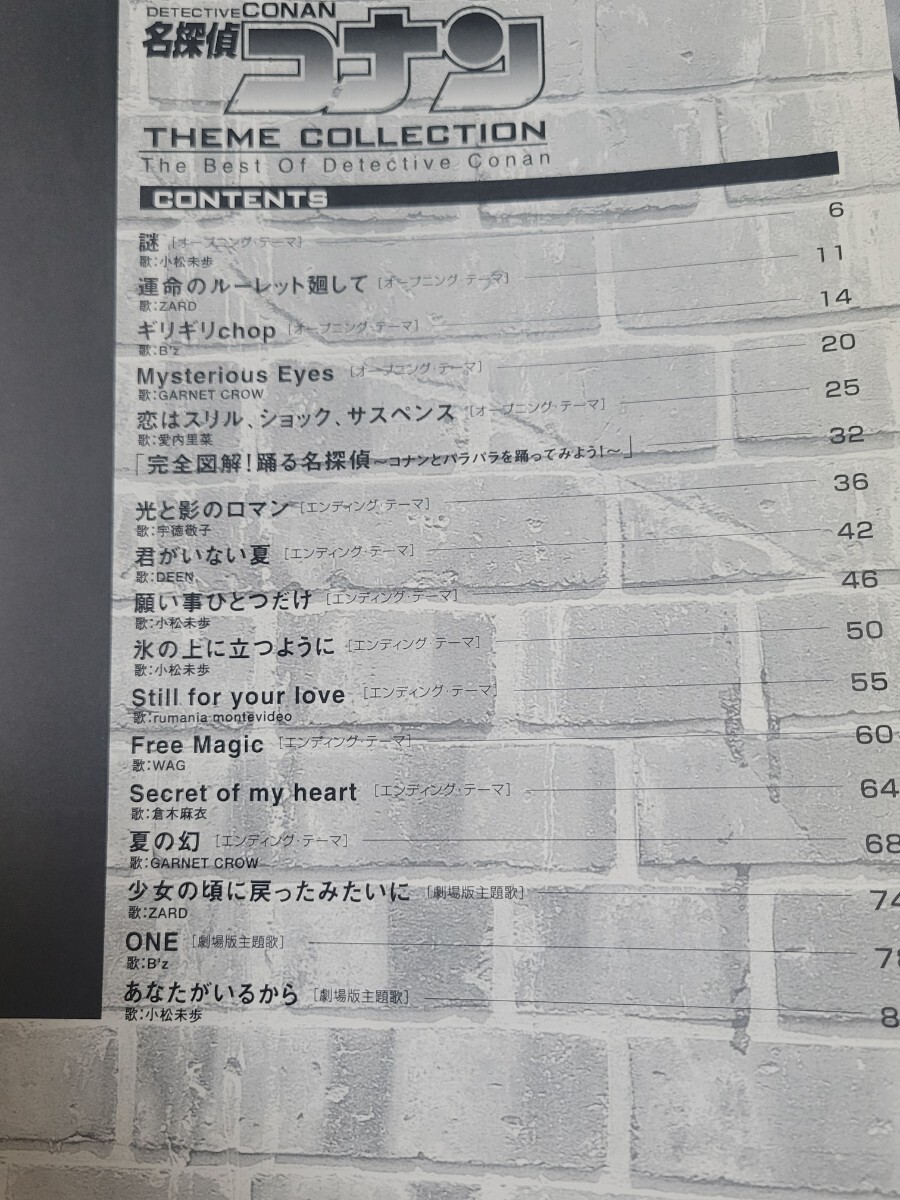 DETECTIVE CONAN
名探偵
コナン
THEME COLLECTION
The Best Of Detective Conan
CONTENTS
謎 [オープニング・テーマ] 6
歌:小松未歩
運命のルーレット廻して [オープニング・テーマ] 11
歌:ZARD
ギリギリchop [オープニング・テーマ] 14
歌:B'z
Mysterious Eyes [オープニング・テーマ] 20
歌:GARNET CROW
恋はスリル、ショック、サスペンス [オープニング・テーマ] 25
歌:愛内里菜
「完全図解!踊る名探偵~コナンとパラパラを踊ってみよう!~」 32
光と影のロマン [エンディング・テーマ] 36
歌:宇徳敬子
君がいない夏 [エンディング・テーマ] 42
歌:DEEN
願い事ひとつだけ [エンディング・テーマ] 46
歌:小松未歩
氷の上に立つように [エンディング・テーマ] 50
歌:小松未歩
Still for your love [エンディング・テーマ] 55
歌:rumania montevideo
Free Magic [エンディング・テーマ] 60
歌:WAG
Secret of my heart [エンディング・テーマ] 64
歌:倉木麻衣
夏の幻 [エンディング・テーマ] 68
歌:GARNET CROW
少女の頃に戻ったみたいに [劇場版主題歌] 74
歌:ZARD
ONE [劇場版主題歌]
歌:B'z
あなたがいるから [劇場版主題歌]
歌:小松未歩